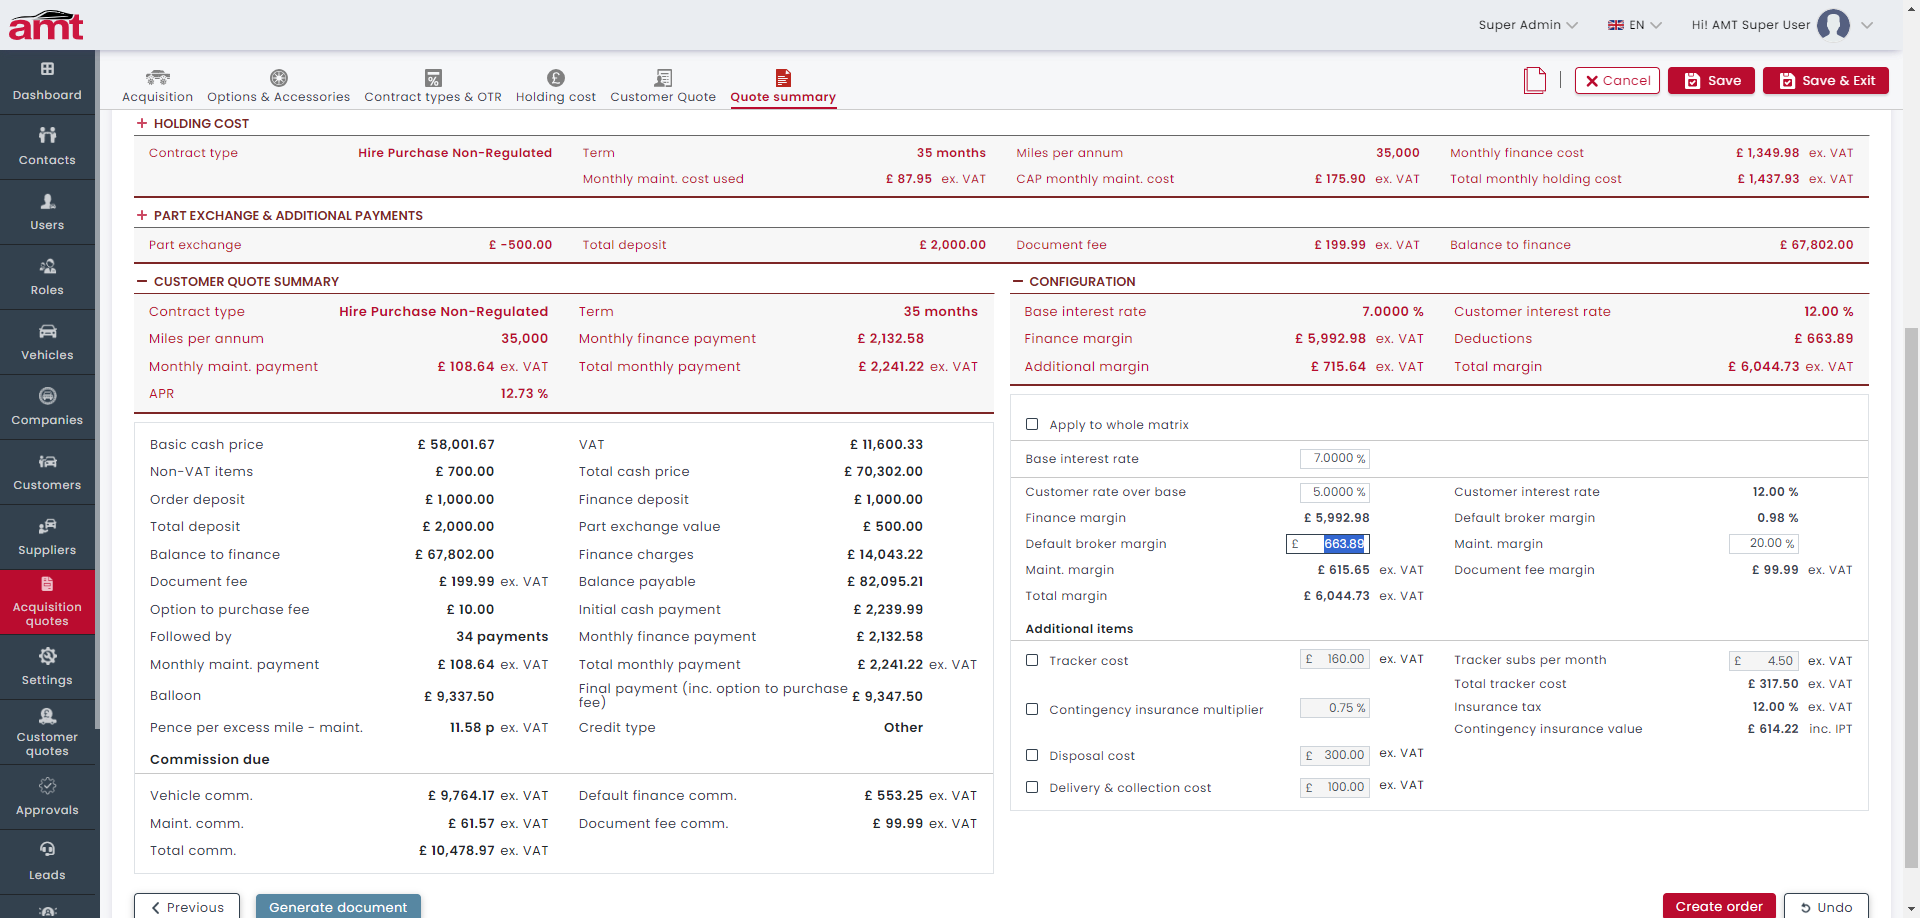 amt
Super Admin EN Hi! AMT Super User
Dashboard
Contacts
Users
Roles
Vehicles
Companies
Customers
Suppliers
Acquisition
quotes
Settings
Customer
quotes
Approvals
Leads
Acquisition Options & Accessories Contract types & OTR Holding cost Customer Quote Quote summary Cancel Save Save & Exit
+ HOLDING COST
Contract type Hire Purchase Non-Regulated Term 35 months Miles per annum 35,000 Monthly finance cost £ 1,349.98 ex. VAT
Monthly maint. cost used £ 87.95 ex. VAT CAP monthly maint. cost £ 175.90 ex. VAT Total monthly holding cost £ 1,437.93 ex. VAT
+ PART EXCHANGE & ADDITIONAL PAYMENTS
Part exchange £ -500.00 Total deposit £ 2,000.00 Document fee £ 199.99 ex. VAT Balance to finance £ 67,802.00
− CUSTOMER QUOTE SUMMARY
Contract type Hire Purchase Non-Regulated Term 35 months
Miles per annum 35,000 Monthly finance payment £ 2,132.58
Monthly maint. payment £ 108.64 ex. VAT Total monthly payment £ 2,241.22 ex. VAT
APR 12.73 %
Basic cash price £ 58,001.67 VAT £ 11,600.33
Non-VAT items £ 700.00 Total cash price £ 70,302.00
Order deposit £ 1,000.00 Finance deposit £ 1,000.00
Total deposit £ 2,000.00 Part exchange value £ 500.00
Balance to finance £ 67,802.00 Finance charges £ 14,043.22
Document fee £ 199.99 ex. VAT Balance payable £ 82,095.21
Option to purchase fee £ 10.00 Initial cash payment £ 2,239.99
Followed by 34 payments Monthly finance payment £ 2,132.58
Monthly maint. payment £ 108.64 ex. VAT Total monthly payment £ 2,241.22 ex. VAT
Balloon £ 9,337.50 Final payment (inc. option to purchase
fee) £ 9,347.50
Pence per excess mile - maint. 11.58 p ex. VAT Credit type Other
Commission due
Vehicle comm. £ 9,764.17 ex. VAT Default finance comm. £ 553.25 ex. VAT
Maint. comm. £ 61.57 ex. VAT Document fee comm. £ 99.99 ex. VAT
Total comm. £ 10,478.97 ex. VAT
− CONFIGURATION
Base interest rate 7.0000 % Customer interest rate 12.00 %
Finance margin £ 5,992.98 ex. VAT Deductions £ 663.89
Additional margin £ 715.64 ex. VAT Total margin £ 6,044.73 ex. VAT
Apply to whole matrix
Base interest rate 7.0000 %
Customer rate over base 5.0000 % Customer interest rate 12.00 %
Finance margin £ 5,992.98 Default broker margin 0.98 %
Default broker margin £ 663.89 Maint. margin 20.00 %
Maint. margin £ 615.65 ex. VAT Document fee margin £ 99.99 ex. VAT
Total margin £ 6,044.73 ex. VAT
Additional items
Tracker cost £ 160.00 ex. VAT Tracker subs per month £ 4.50 ex. VAT
Total tracker cost £ 317.50 ex. VAT
Contingency insurance multiplier 0.75 % Insurance tax 12.00 % ex. VAT
Contingency insurance value £ 614.22 inc. IPT
Disposal cost £ 300.00 ex. VAT
Delivery & collection cost £ 100.00 ex. VAT
Previous Generate document Create order Undo